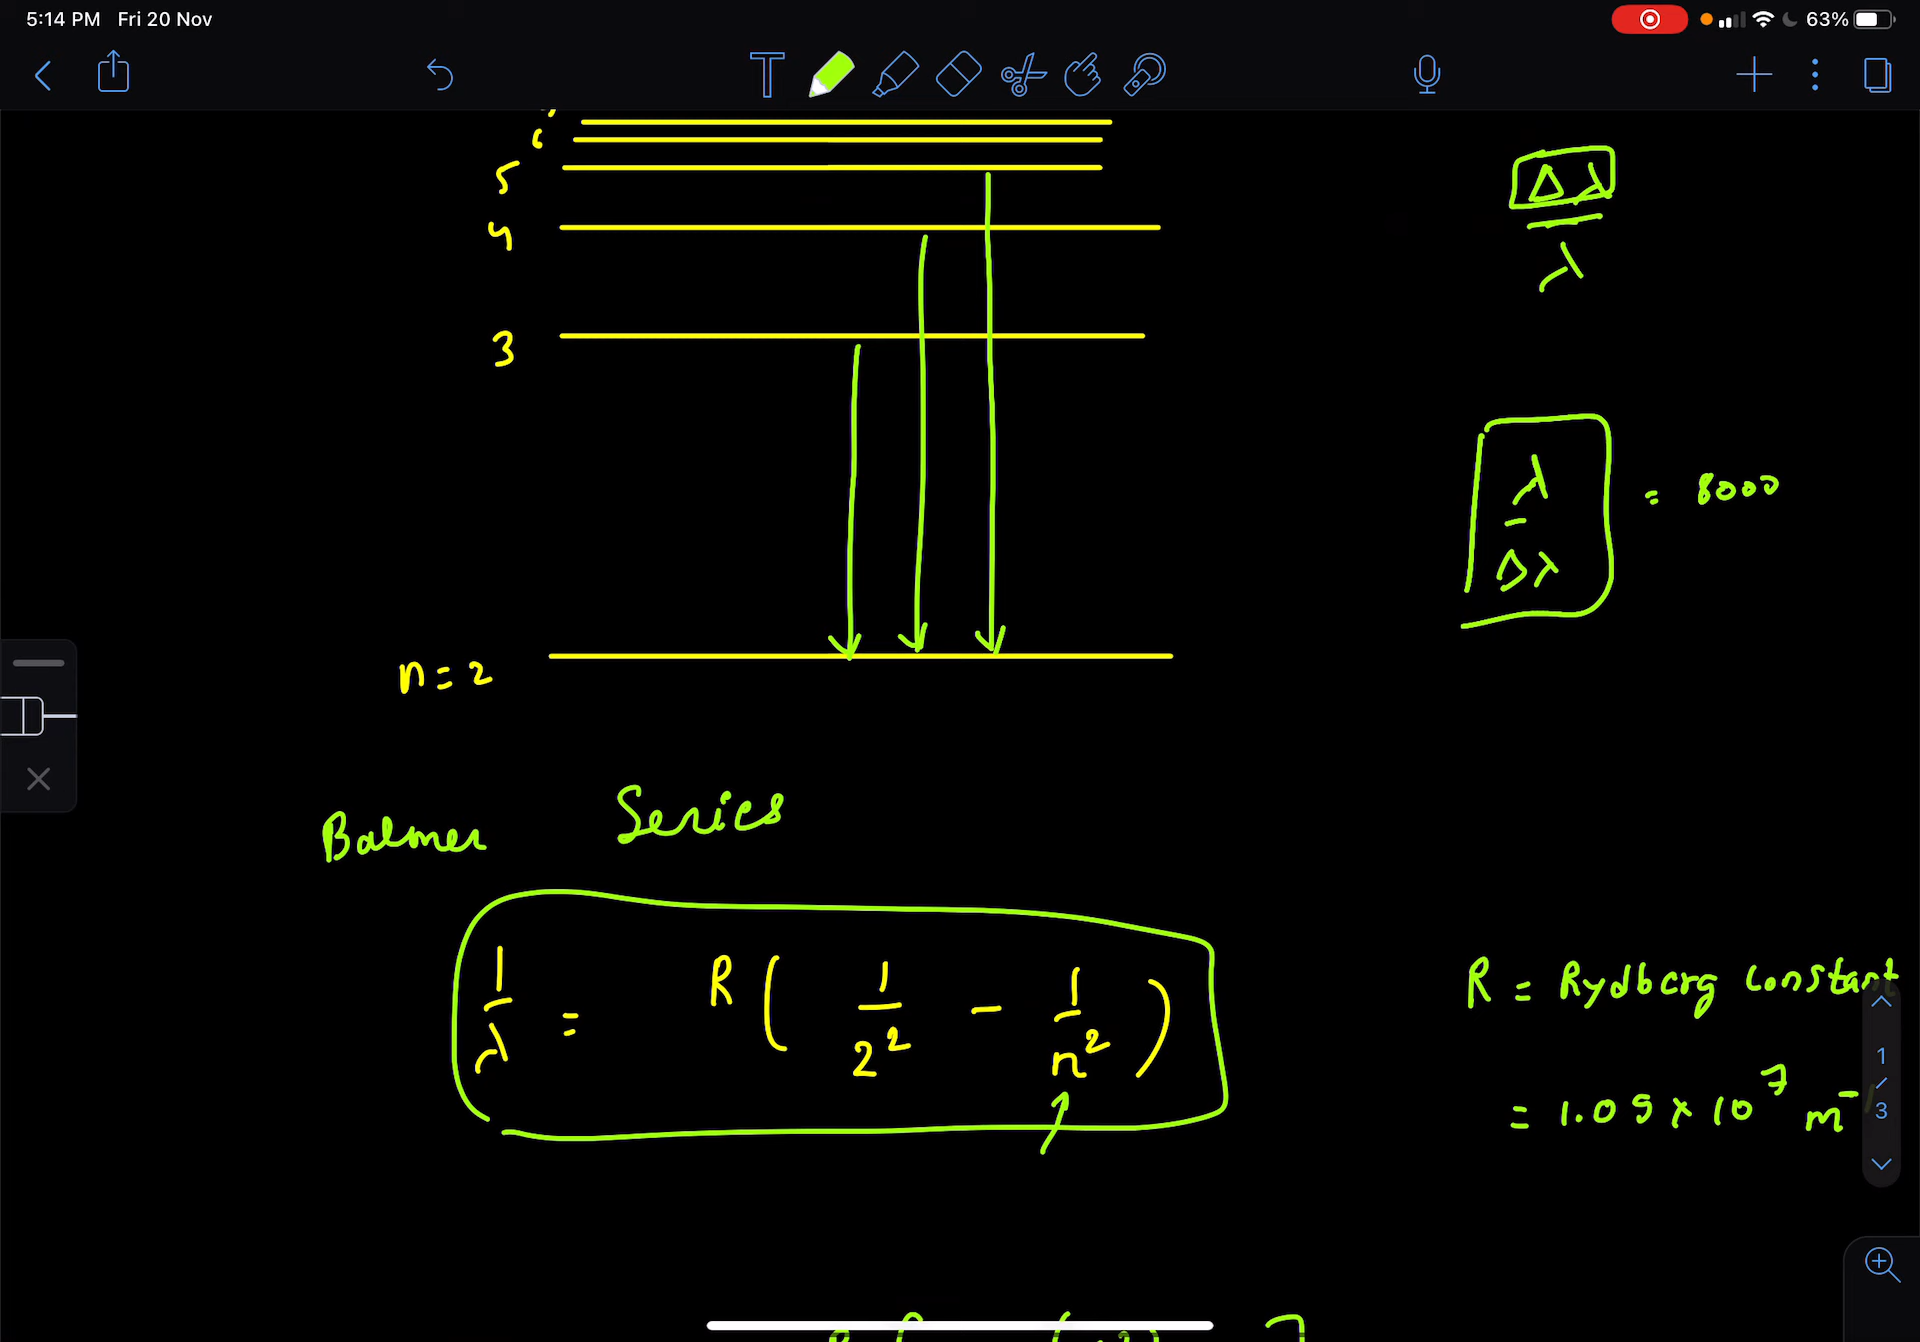 5:14 PM Fri 20 Nov
63%
T
6
5
4
3
n = 2
Δλ
λ
λ
Δλ
= 8000
Balmer Series
1/λ = R ( 1/2² - 1/n² )
R = Rydberg constant
= 1.09 × 10⁷ m⁻
1
/
3